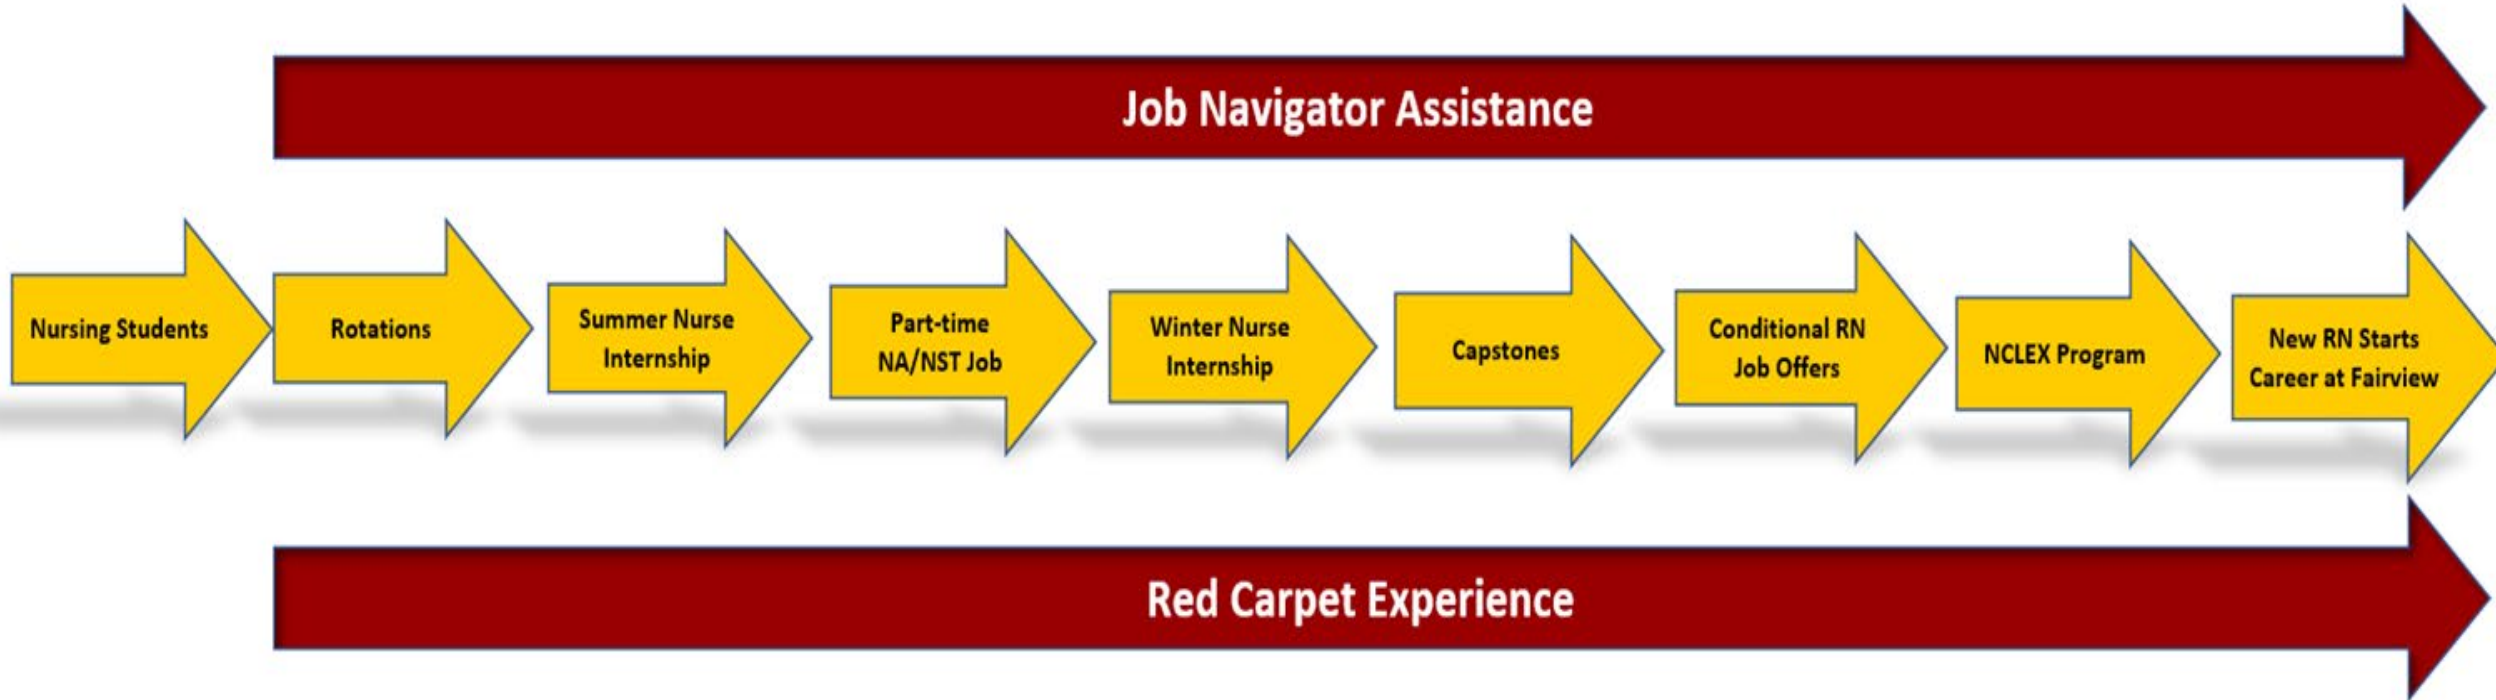 Job Navigator Assistance
Nursing Students
Rotations
Summer Nurse
Internship
Part-time
NA/NST Job
Winter Nurse
Internship
Capstones
Conditional RN
Job Offers
NCLEX Program
New RN Starts
Career at Fairview
Red Carpet Experience